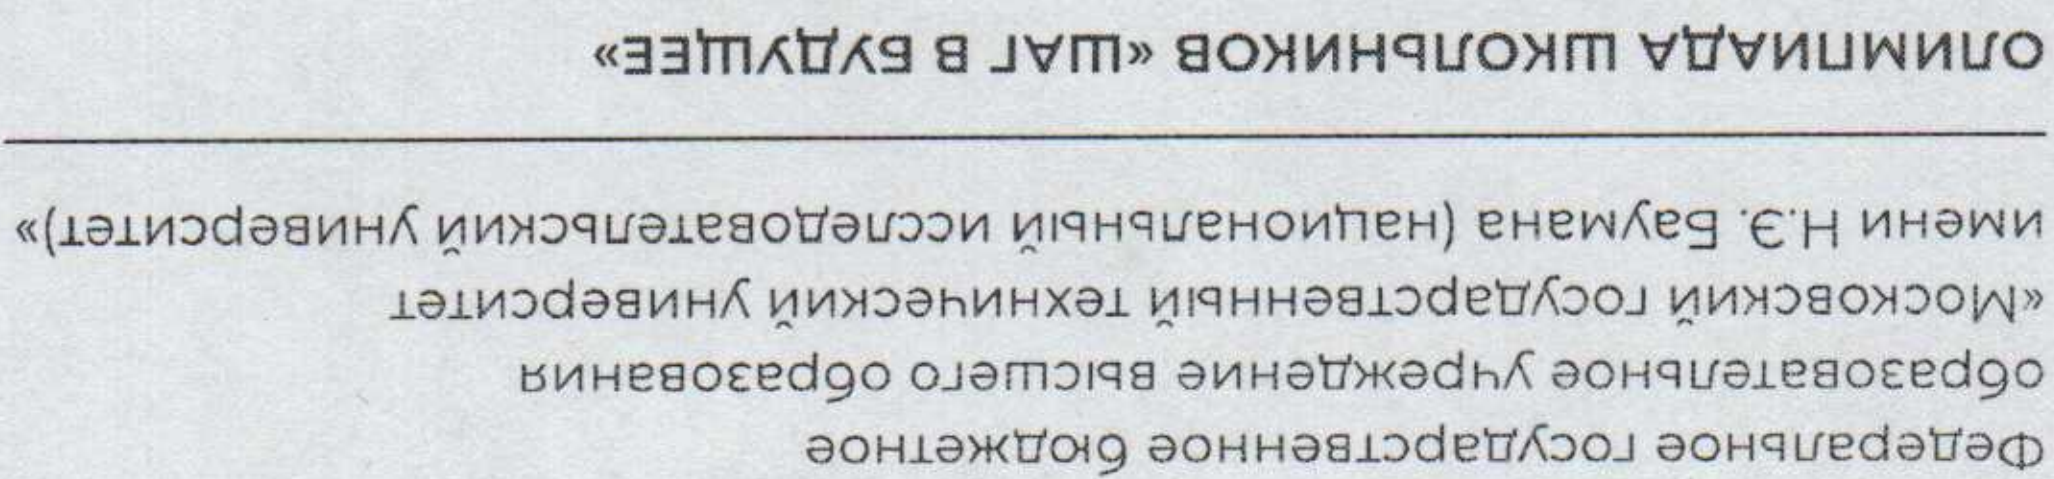 Федеральное государственное бюджетное
образовательное учреждение высшего образования
«Московский государственный технический университет
имени Н.Э. Баумана (национальный исследовательский университет)»
ОЛИМПИАДА ШКОЛЬНИКОВ «ШАГ В БУДУЩЕЕ»